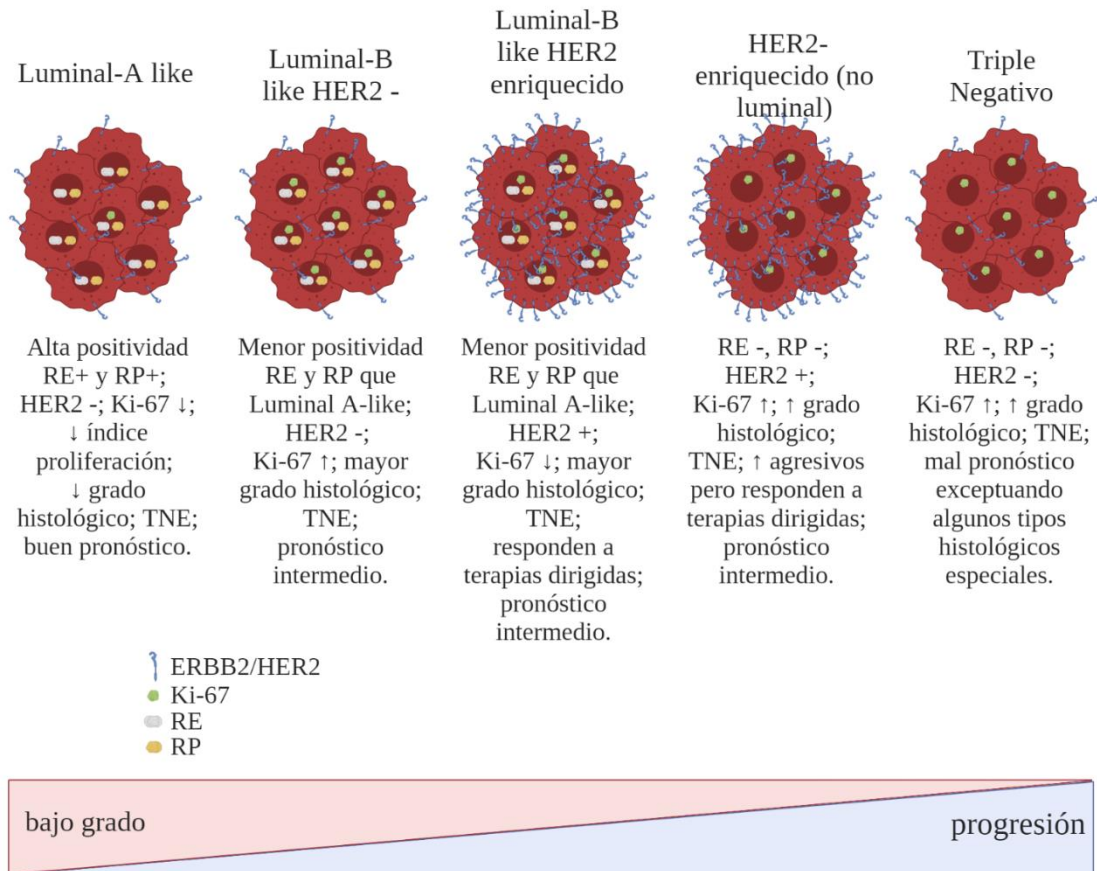 Luminal-A like
Luminal-B
like HER2 -
Luminal-B
like HER2
enriquecido
HER2-
enriquecido (no
luminal)
Triple
Negativo
Alta positividad
RE+ y RP+;
HER2 -; Ki-67 ↓;
↓ índice
proliferación;
↓ grado
histológico; TNE;
buen pronóstico.
Menor positividad
RE y RP que
Luminal A-like;
HER2 -;
Ki-67 ↑; mayor
grado histológico;
TNE;
pronóstico
intermedio.
Menor positividad
RE y RP que
Luminal A-like;
HER2 +;
Ki-67 ↓; mayor
grado histológico;
TNE;
responden a
terapias dirigidas;
pronóstico
intermedio.
RE -, RP -;
HER2 +;
Ki-67 ↑; ↑ grado
histológico;
TNE; ↑ agresivos
pero responden a
terapias dirigidas;
pronóstico
intermedio.
RE -, RP -;
HER2 -;
Ki-67 ↑; ↑ grado
histológico; TNE;
mal pronóstico
exceptuando
algunos tipos
histológicos
especiales.
ERBB2/HER2
Ki-67
RE
RP
bajo grado
progresión